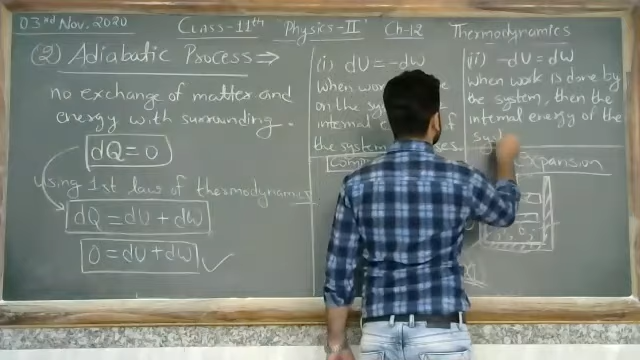 03rd Nov. 2020 Class-11th Physics-II Ch-12 Thermodynamics
(2) Adiabatic Process ⇒
no exchange of matter and
energy with surrounding.
dQ = 0
using 1st law of thermodynamics
dQ = dU + dW
0 = dU + dW ✓
(i) dU = -dW
When wor
on the sys
internal
the system
(ii) -dU = dW
When work is done by
the system, then the
internal energy of the
syst
Expansion